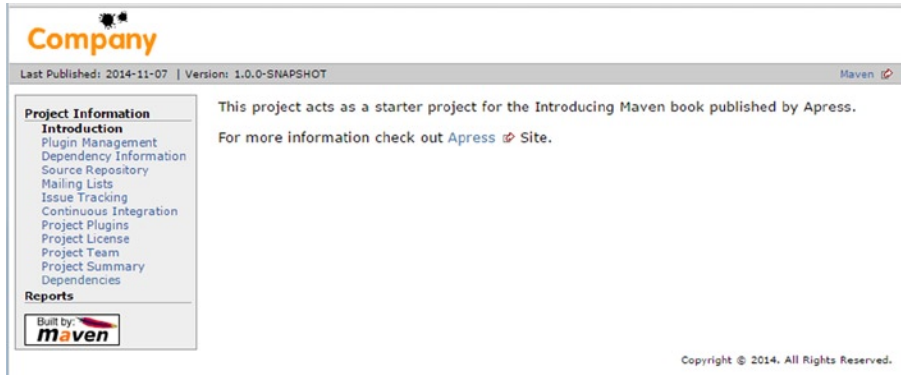 Company
Last Published: 2014-11-07 | Version: 1.0.0-SNAPSHOT
Maven
Project Information
Introduction
Plugin Management
Dependency Information
Source Repository
Mailing Lists
Issue Tracking
Continuous Integration
Project Plugins
Project License
Project Team
Project Summary
Dependencies
Reports
Built by:
maven
This project acts as a starter project for the Introducing Maven book published by Apress.
For more information check out Apress Site.
Copyright © 2014. All Rights Reserved.